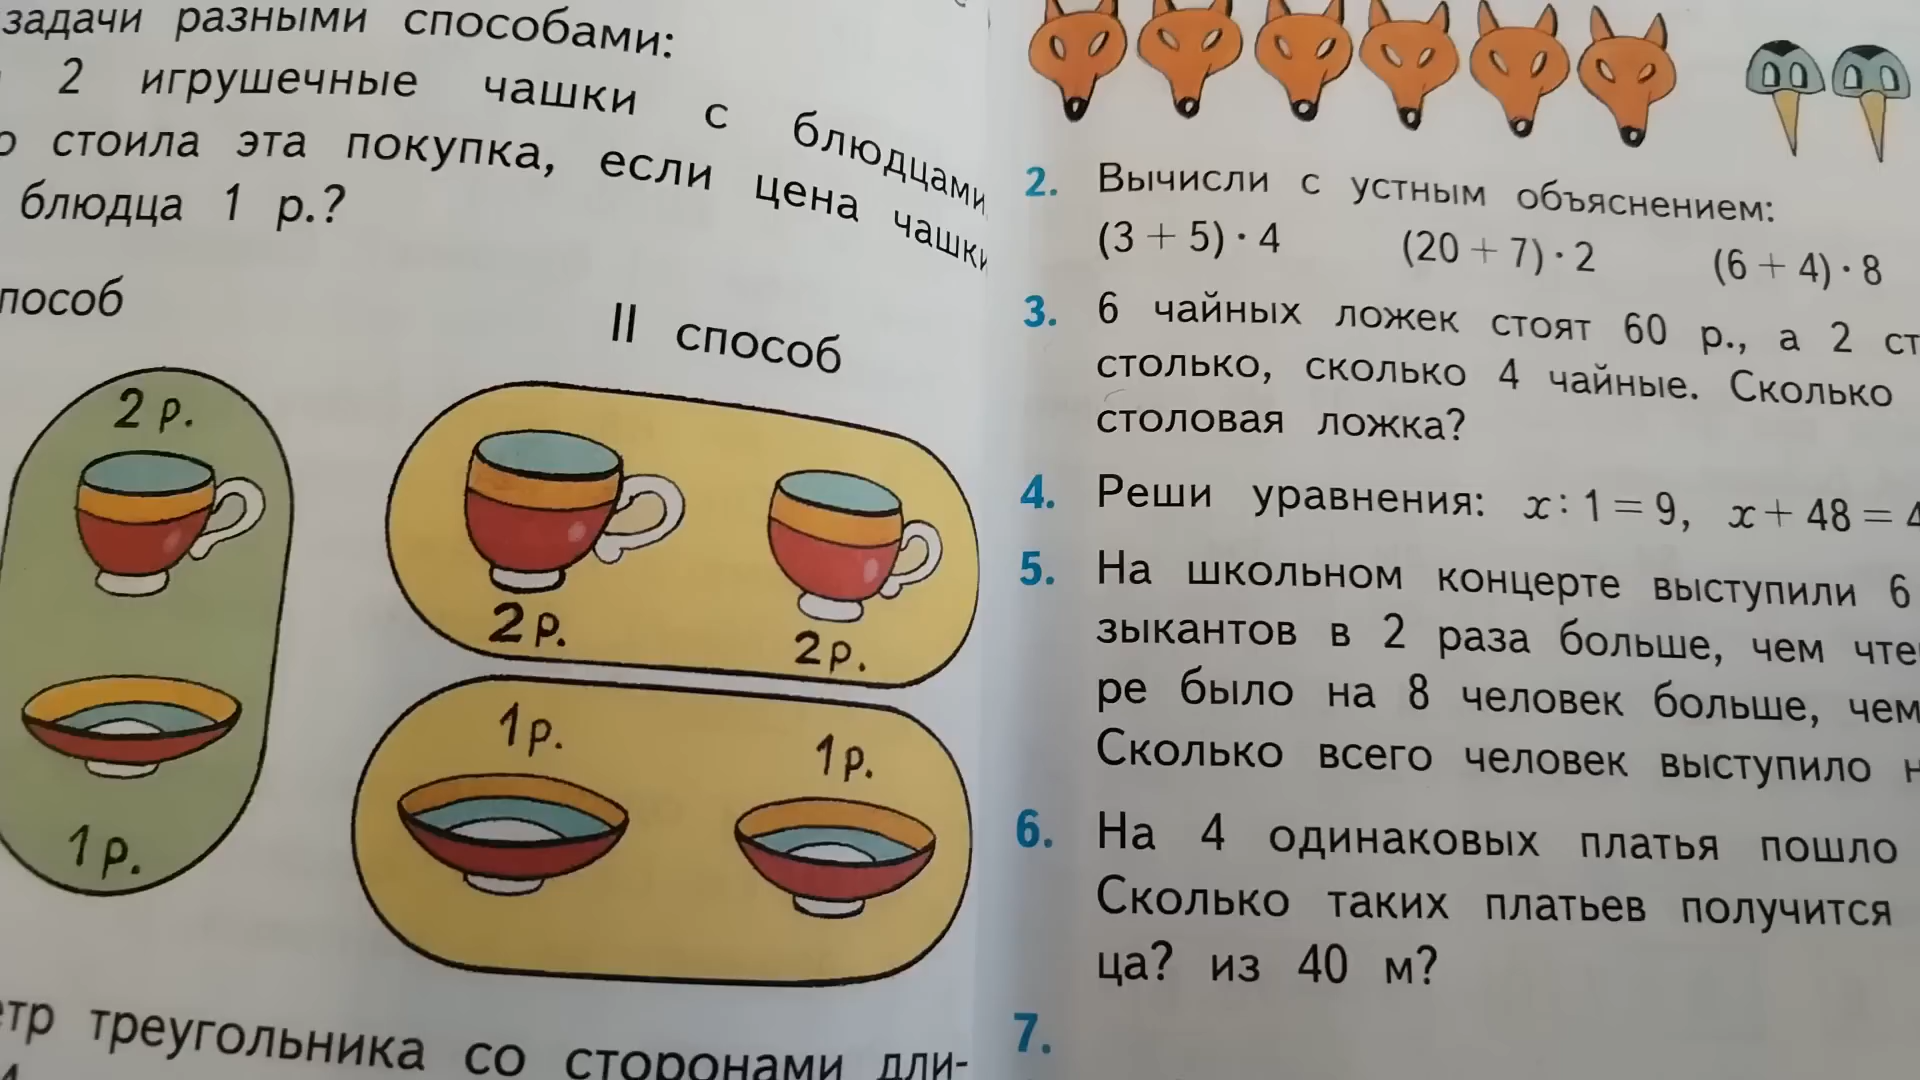 задачи разными способами:
2 игрушечные чашки с блюдцами
стоила эта покупка, если цена чашки
блюдца 1 р.?
II способ
2 р.
1 р.
2 р.
2 р.
1 р.
1 р.
треугольника со сторонами дли-
2. Вычисли с устным объяснением:
(3 + 5) · 4 (20 + 7) · 2 (6 + 4) · 8
3. 6 чайных ложек стоят 60 р., а 2
столько, сколько 4 чайные. Сколько
столовая ложка?
4. Реши уравнения: x : 1 = 9, x + 48 =
5. На школьном концерте выступили 6
зыкантов в 2 раза больше, чем
ре было на 8 человек больше, чем
Сколько всего человек выступило
6. На 4 одинаковых платья пошло
Сколько таких платьев получится
ца? из 40 м?
7.